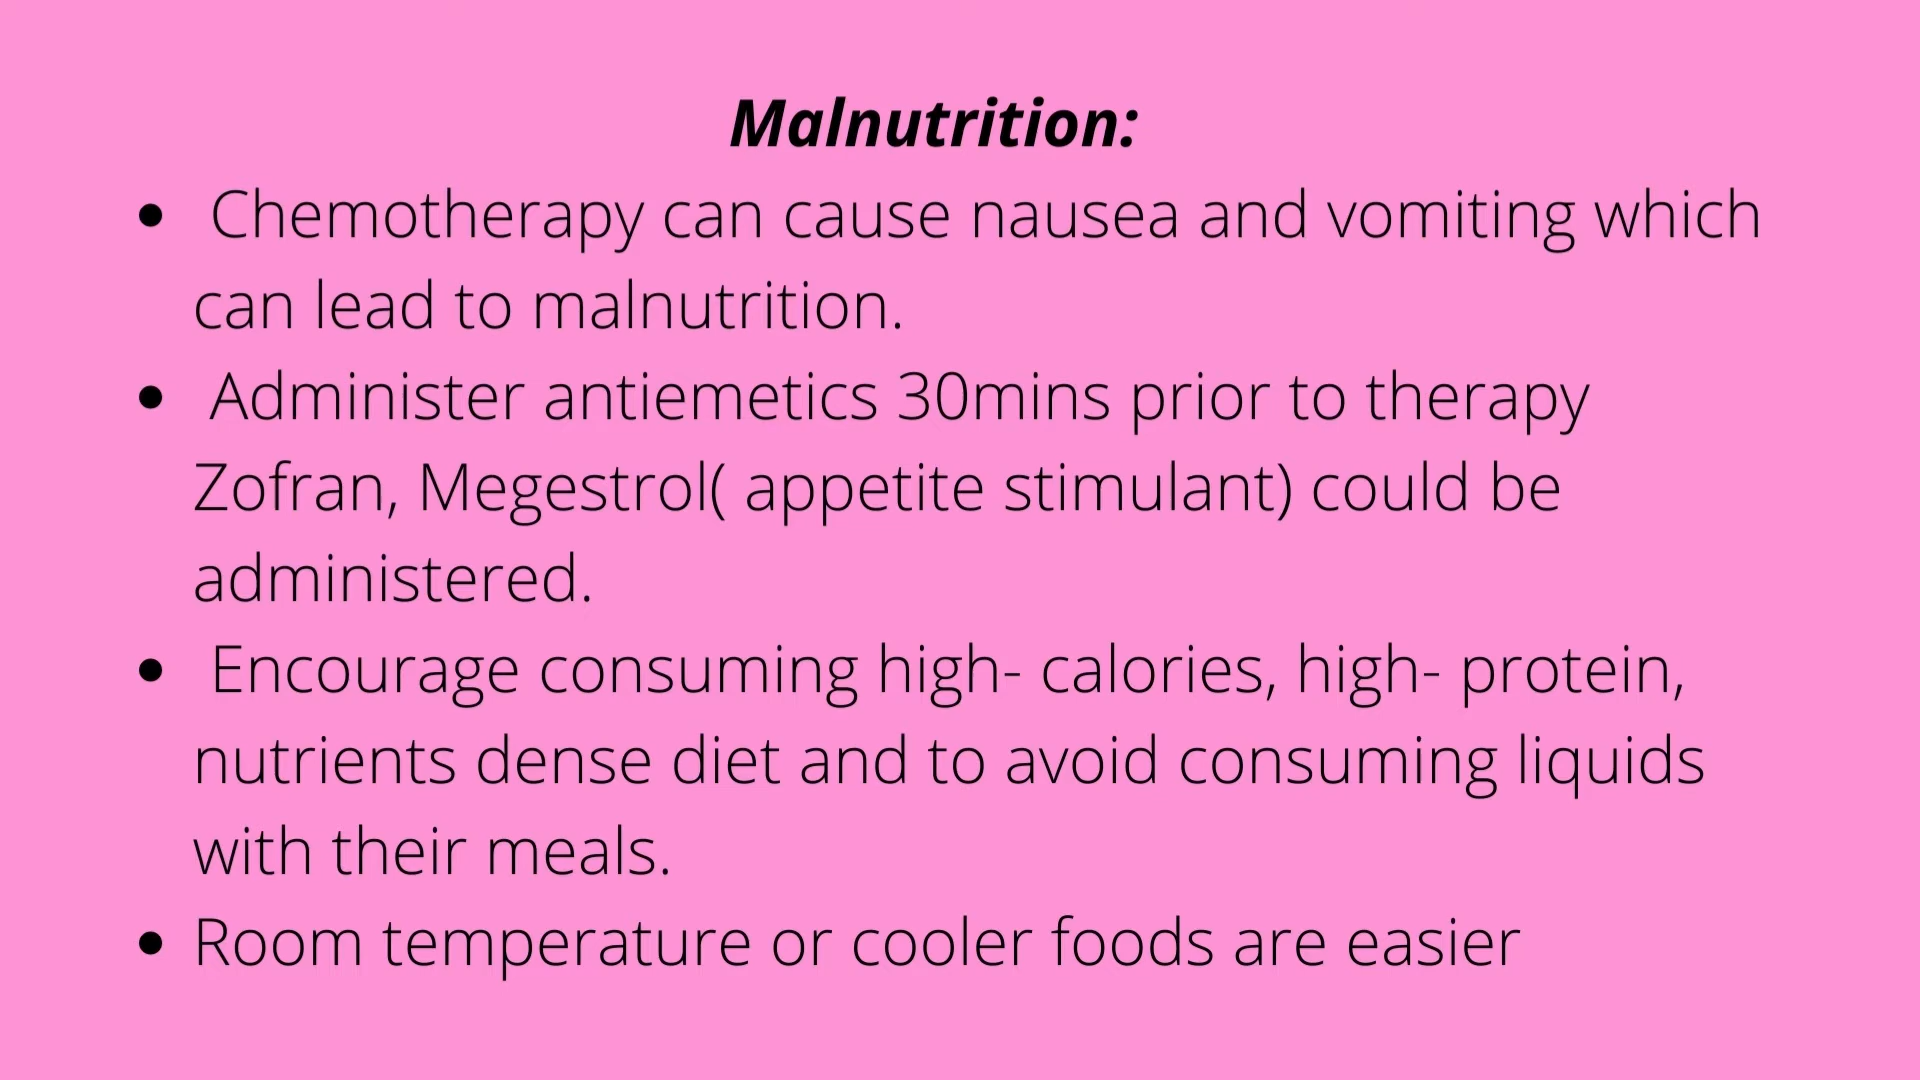 Malnutrition:
• Chemotherapy can cause nausea and vomiting which
can lead to malnutrition.
• Administer antiemetics 30mins prior to therapy
Zofran, Megestrol( appetite stimulant) could be
administered.
• Encourage consuming high- calories, high- protein,
nutrients dense diet and to avoid consuming liquids
with their meals.
• Room temperature or cooler foods are easier